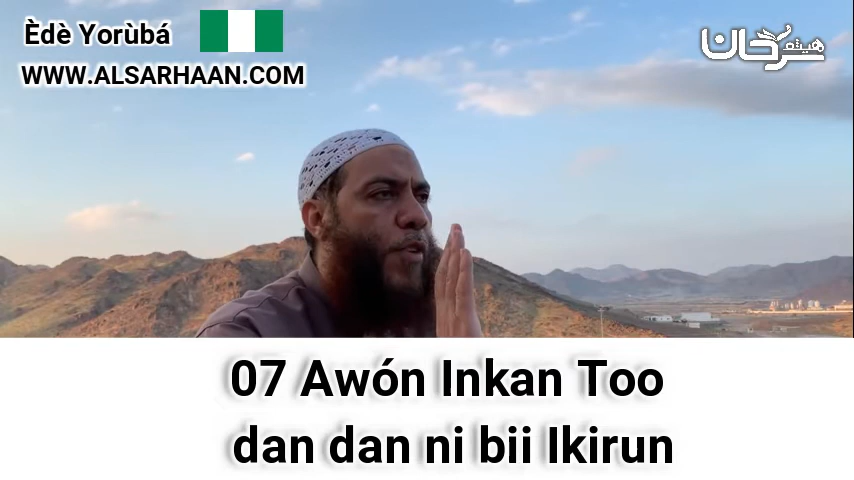 Èdè Yorùbá
WWW.ALSARHAAN.COM
هيثم
سرحان
07 Awón Inkan Too
dan dan ni bii Ikirun